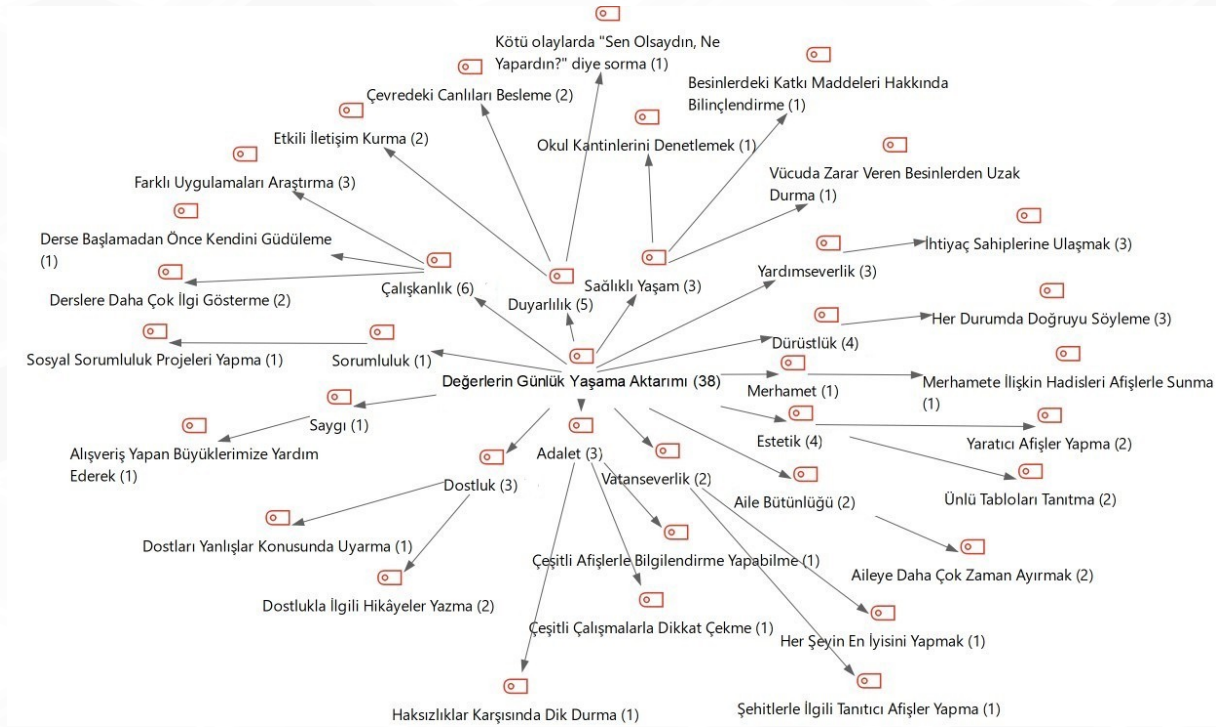 Kötü olaylarda "Sen Olsaydın, Ne
Yapardın?" diye sorma (1)
Çevredeki Canlıları Besleme (2)
Besinlerdeki Katkı Maddeleri Hakkında
Bilinçlendirme (1)
Etkili İletişim Kurma (2)
Okul Kantinlerini Denetlemek (1)
Farklı Uygulamaları Araştırma (3)
Vücuda Zarar Veren Besinlerden Uzak
Durma (1)
Derse Başlamadan Önce Kendini Güdüleme
(1)
İhtiyaç Sahiplerine Ulaşmak (3)
Yardımseverlik (3)
Derslere Daha Çok İlgi Gösterme (2)
Çalışkanlık (6)
Duyarlılık (5)
Sağlıklı Yaşam (3)
Her Durumda Doğruyu Söyleme (3)
Dürüstlük (4)
Sosyal Sorumluluk Projeleri Yapma (1)
Sorumluluk (1)
Değerlerin Günlük Yaşama Aktarımı (38)
Merhamet (1)
Merhamete İlişkin Hadisleri Afişlerle Sunma
(1)
Saygı (1)
Estetik (4)
Yaratıcı Afişler Yapma (2)
Alışveriş Yapan Büyüklerimize Yardım
Ederek (1)
Adalet (3)
Dostluk (3)
Vatanseverlik (2)
Aile Bütünlüğü (2)
Ünlü Tabloları Tanıtma (2)
Dostları Yanlışlar Konusunda Uyarma (1)
Çeşitli Afişlerle Bilgilendirme Yapabilme (1)
Aileye Daha Çok Zaman Ayırmak (2)
Dostlukla İlgili Hikâyeler Yazma (2)
Çeşitli Çalışmalarla Dikkat Çekme (1)
Her Şeyin En İyisini Yapmak (1)
Haksızlıklar Karşısında Dik Durma (1)
Şehitlerle İlgili Tanıtıcı Afişler Yapma (1)